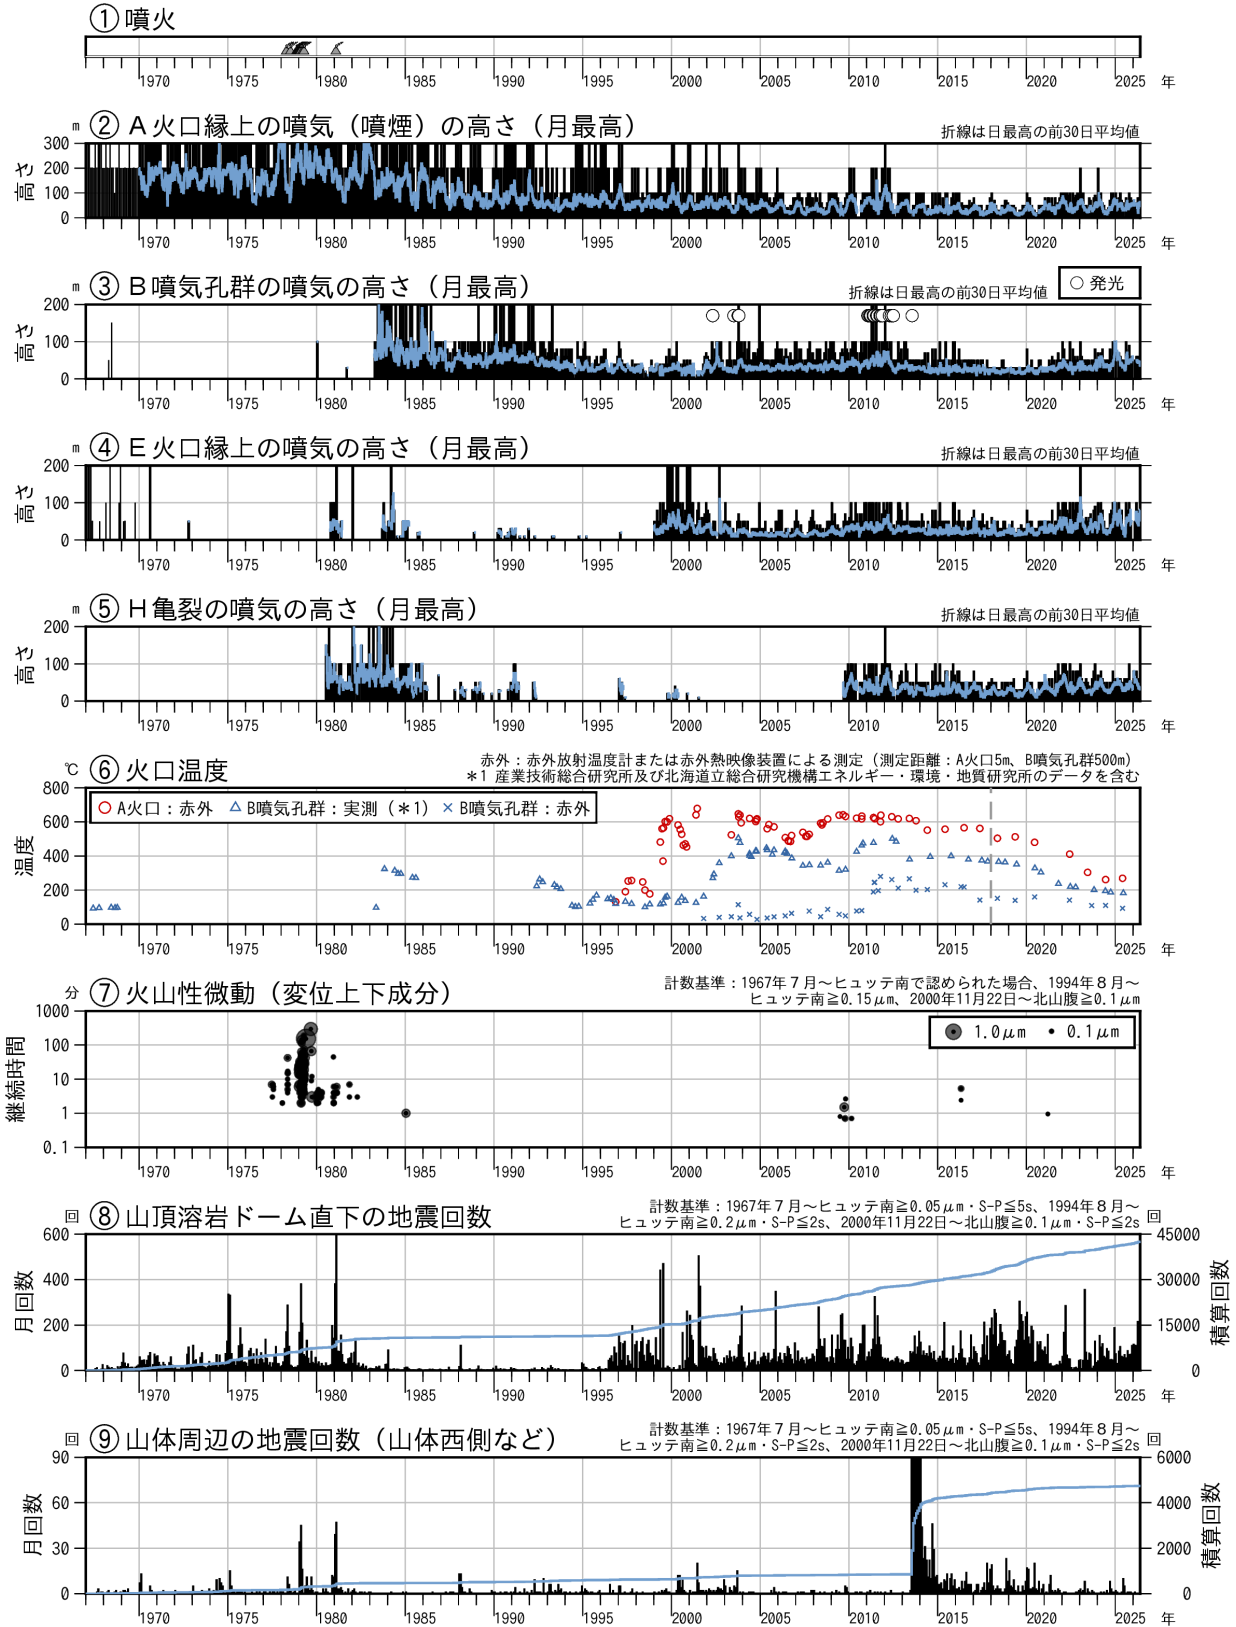 ①噴火
1970 1975 1980 1985 1990 1995 2000 2005 2010 2015 2020 2025 年
m ②A火口縁上の噴気（噴煙）の高さ（月最高）
折線は日最高の前30日平均値
高さ
300
200
100
0
1970 1975 1980 1985 1990 1995 2000 2005 2010 2015 2020 2025 年
m ③B噴気孔群の噴気の高さ（月最高）
折線は日最高の前30日平均値
○発光
高さ
200
100
0
1970 1975 1980 1985 1990 1995 2000 2005 2010 2015 2020 2025 年
m ④E火口縁上の噴気の高さ（月最高）
折線は日最高の前30日平均値
高さ
200
100
0
1970 1975 1980 1985 1990 1995 2000 2005 2010 2015 2020 2025 年
m ⑤H亀裂の噴気の高さ（月最高）
折線は日最高の前30日平均値
高さ
200
100
0
1970 1975 1980 1985 1990 1995 2000 2005 2010 2015 2020 2025 年
℃ ⑥火口温度
赤外：赤外放射温度計または赤外熱映像装置による測定（測定距離：A火口5m、B噴気孔群500m）
＊1 産業技術総合研究所及び北海道立総合研究機構エネルギー・環境・地質研究所のデータを含む
○A火口：赤外 △B噴気孔群：実測（＊1） ×B噴気孔群：赤外
温度
800
600
400
200
0
1970 1975 1980 1985 1990 1995 2000 2005 2010 2015 2020 2025 年
分 ⑦火山性微動（変位上下成分）
計数基準：1967年7月～ヒュッテ南で認められた場合、1994年8月～
ヒュッテ南≧0.15μm、2000年11月22日～北山腹≧0.1μm
1.0μm 0.1μm
継続時間
1000
100
10
1
0.1
1970 1975 1980 1985 1990 1995 2000 2005 2010 2015 2020 2025 年
回 ⑧山頂溶岩ドーム直下の地震回数
計数基準：1967年7月～ヒュッテ南≧0.05μm・S-P≦5s、1994年8月～
ヒュッテ南≧0.2μm・S-P≦2s、2000年11月22日～北山腹≧0.1μm・S-P≦2s 回
月回数
600
400
200
0
45000
30000
15000
0
積算回数
1970 1975 1980 1985 1990 1995 2000 2005 2010 2015 2020 2025 年
回 ⑨山体周辺の地震回数（山体西側など）
計数基準：1967年7月～ヒュッテ南≧0.05μm・S-P≦5s、1994年8月～
ヒュッテ南≧0.2μm・S-P≦2s、2000年11月22日～北山腹≧0.1μm・S-P≦2s 回
月回数
90
60
30
0
6000
4000
2000
0
積算回数
1970 1975 1980 1985 1990 1995 2000 2005 2010 2015 2020 2025 年